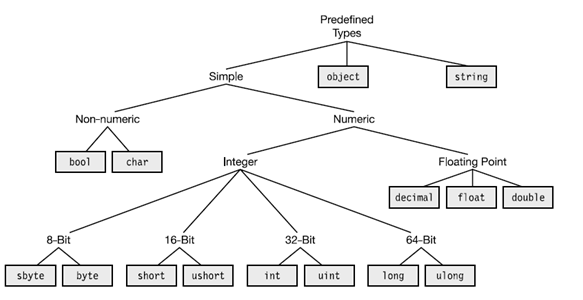 Predefined
Types
Simple
object
string
Non-numeric
Numeric
bool
char
Integer
Floating Point
decimal
float
double
8-Bit
16-Bit
32-Bit
64-Bit
sbyte
byte
short
ushort
int
uint
long
ulong